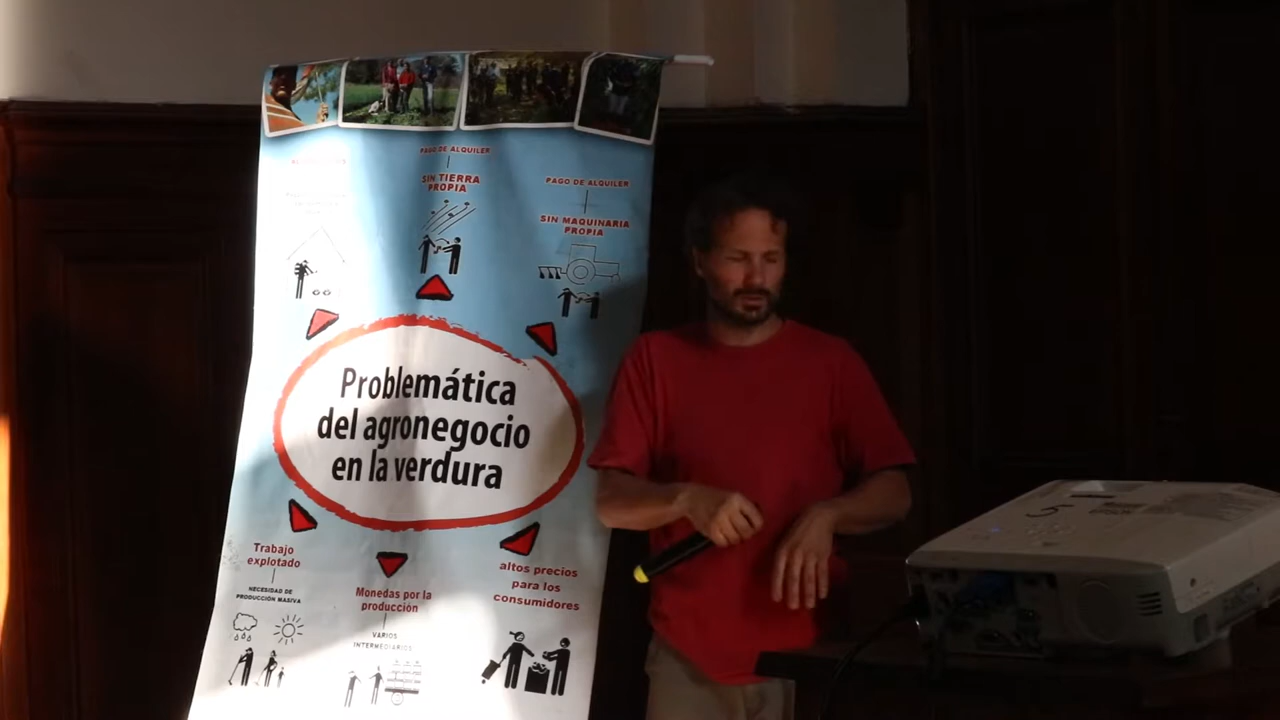 PAGO DE ALQUILER
SIN TIERRA
PROPIA
PAGO DE ALQUILER
SIN MAQUINARIA
PROPIA
Problemática
del agronegocio
en la verdura
Trabajo
explotado
NECESIDAD DE
PRODUCCIÓN MASIVA
Monedas por la
producción
VARIOS
INTERMEDIARIOS
altos precios
para los
consumidores
5